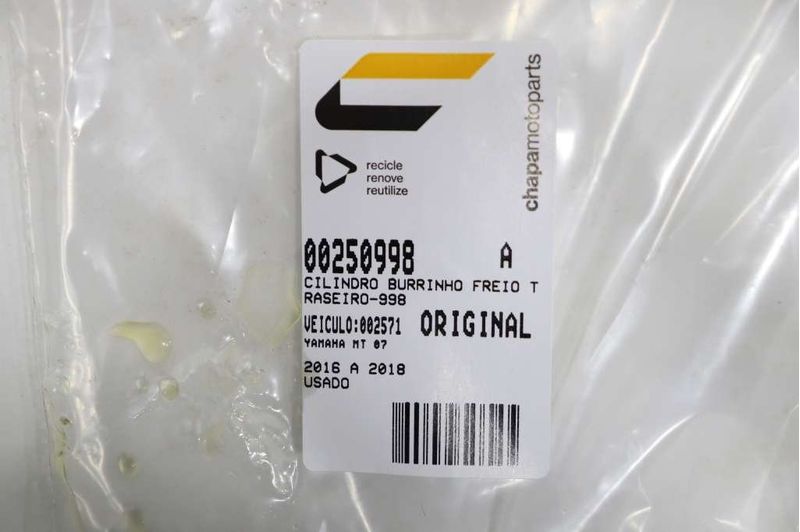 chapamotoparts
recicle
renove
reutilize
00250998 A
CILINDRO BURRINHO FREIO T
RASEIRO-998
VEICULO:002571 ORIGINAL
YAMAHA MT 07
2016 A 2018
USADO